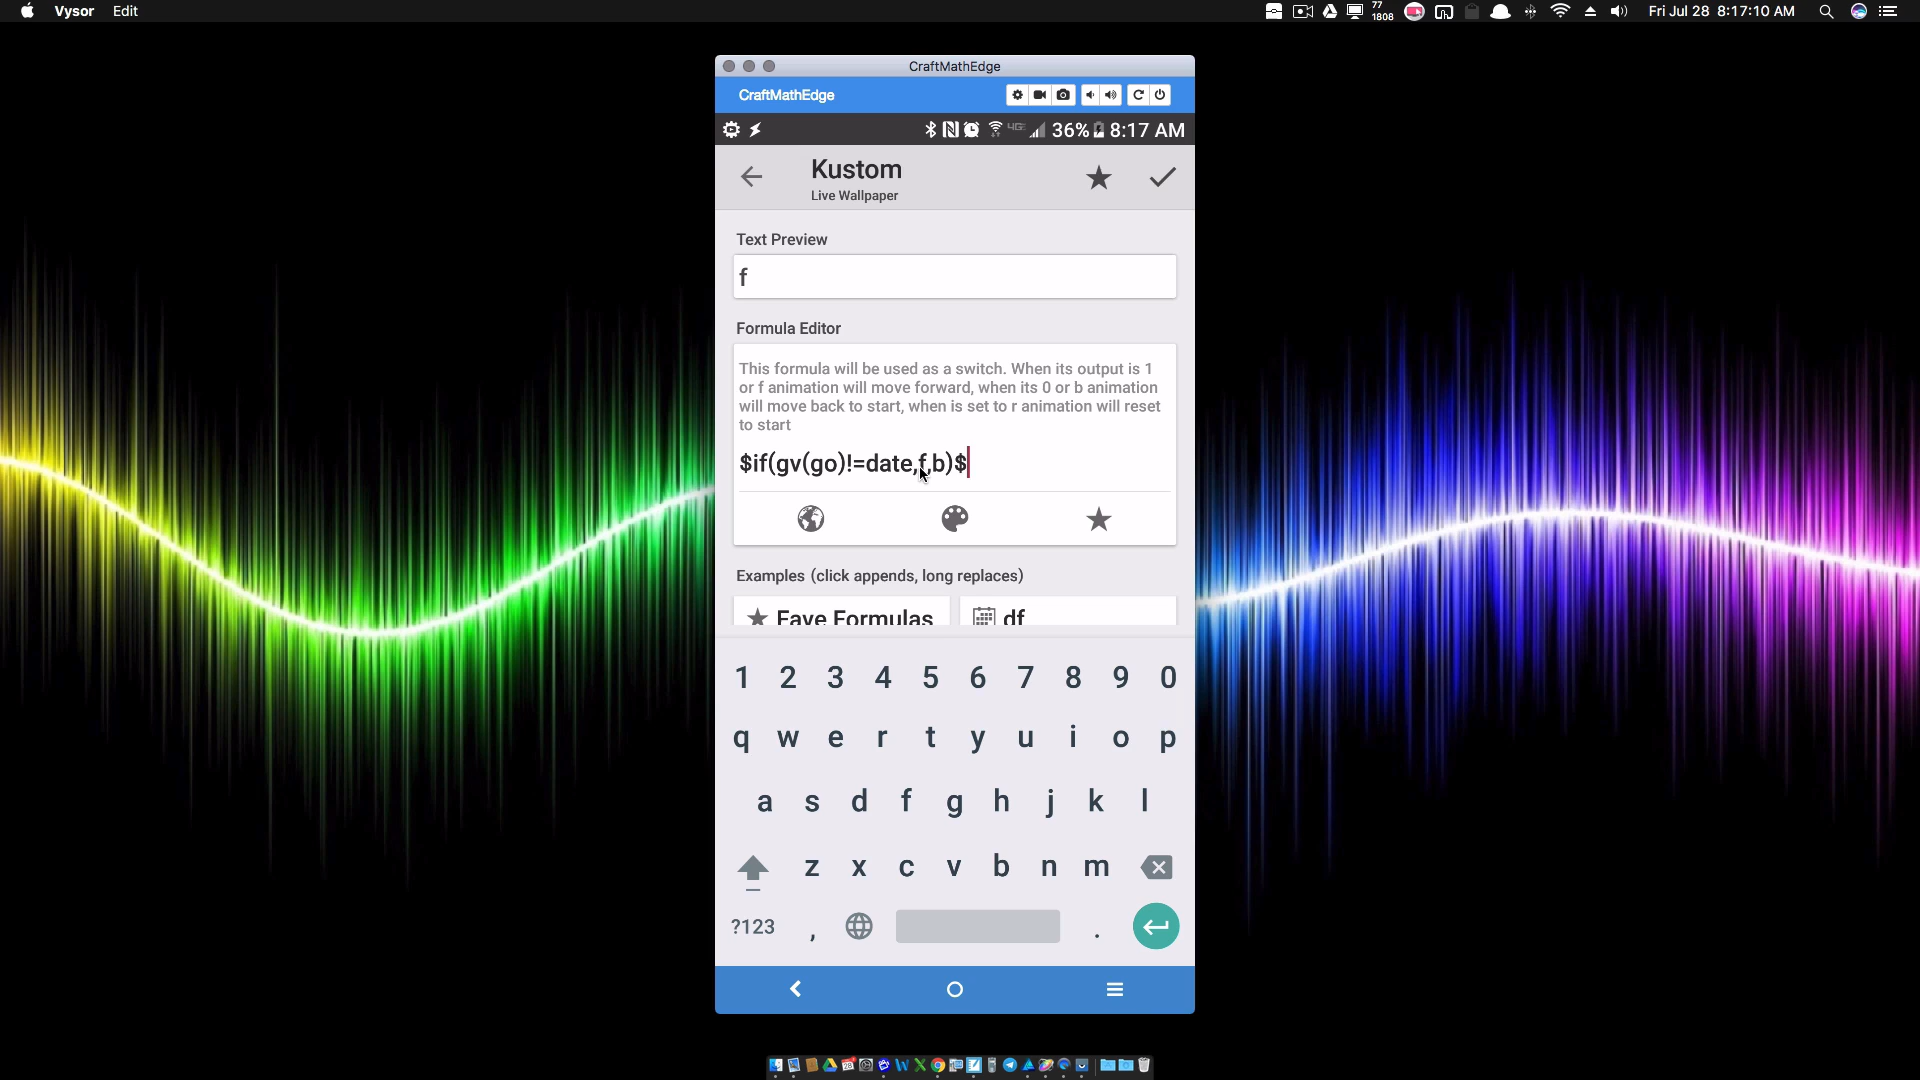 Vysor Edit
77
1808
Fri Jul 28 8:17:10 AM
CraftMathEdge
CraftMathEdge
4G 36% 8:17 AM
Kustom
Live Wallpaper
Text Preview
f
Formula Editor
This formula will be used as a switch. When its output is 1
or f animation will move forward, when its 0 or b animation
will move back to start, when is set to r animation will reset
to start
$if(gv(go)!=date,f,b)$
Examples (click appends, long replaces)
Fave Formulas df
1 2 3 4 5 6 7 8 9 0
q w e r t y u i o p
a s d f g h j k l
z x c v b n m
?123 , .